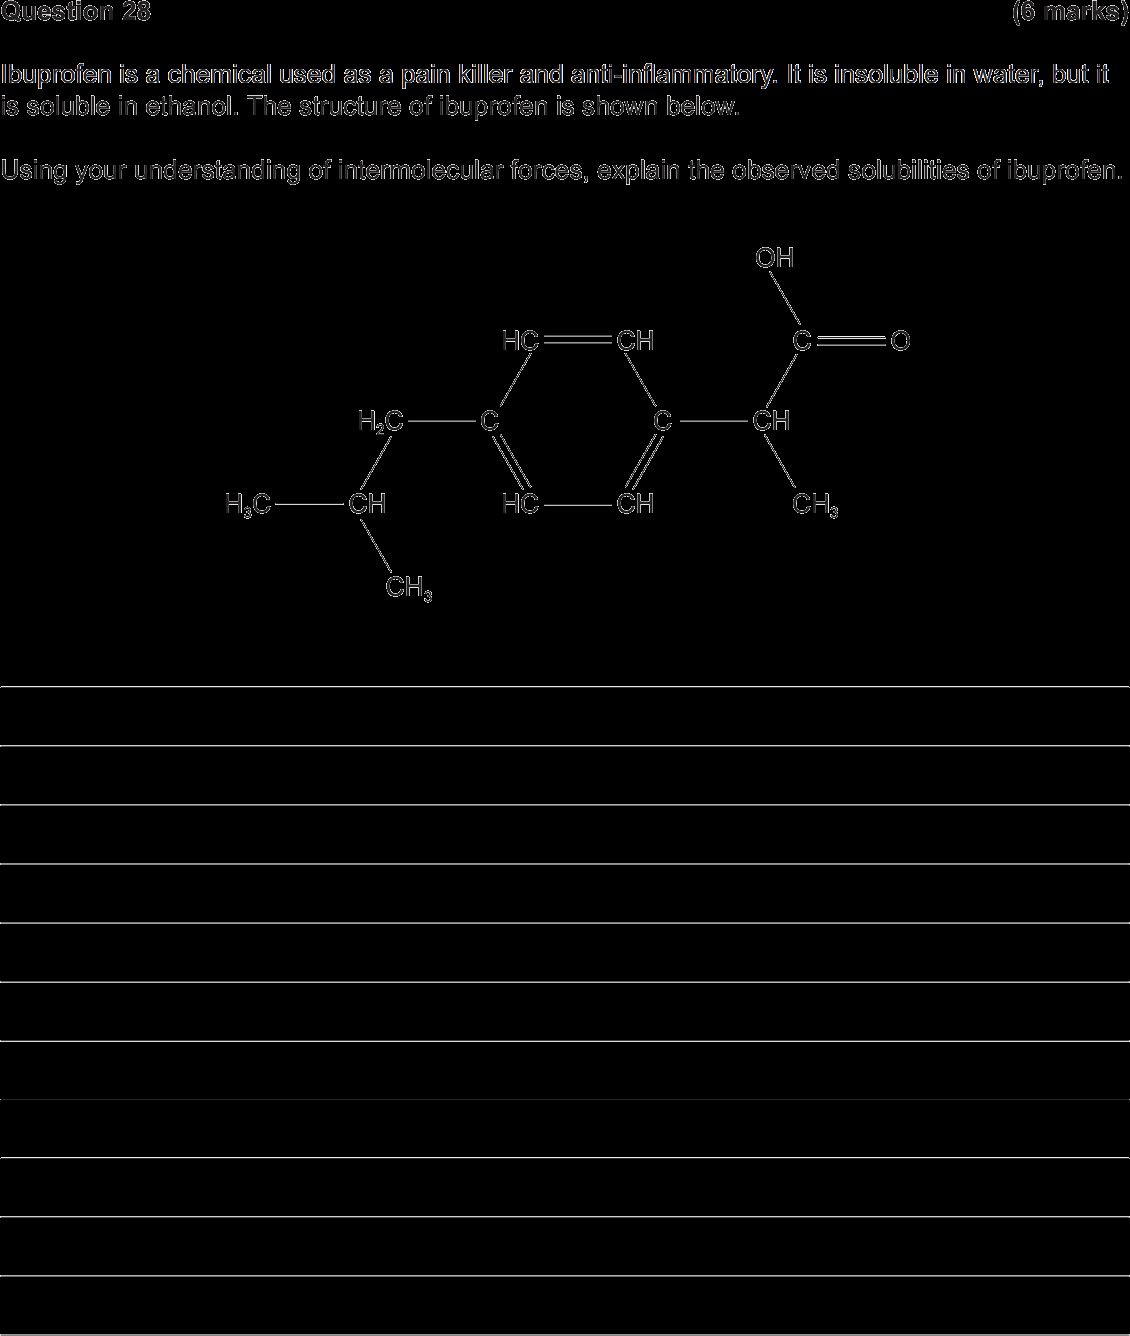 Question 28 (6 marks)
Ibuprofen is a chemical used as a pain killer and anti-inflammatory. It is insoluble in water, but it
is soluble in ethanol. The structure of ibuprofen is shown below.
Using your understanding of intermolecular forces, explain the observed solubilities of ibuprofen.
OH
HC CH C O
H₂C C C CH
H₃C CH HC CH CH₃
CH₃